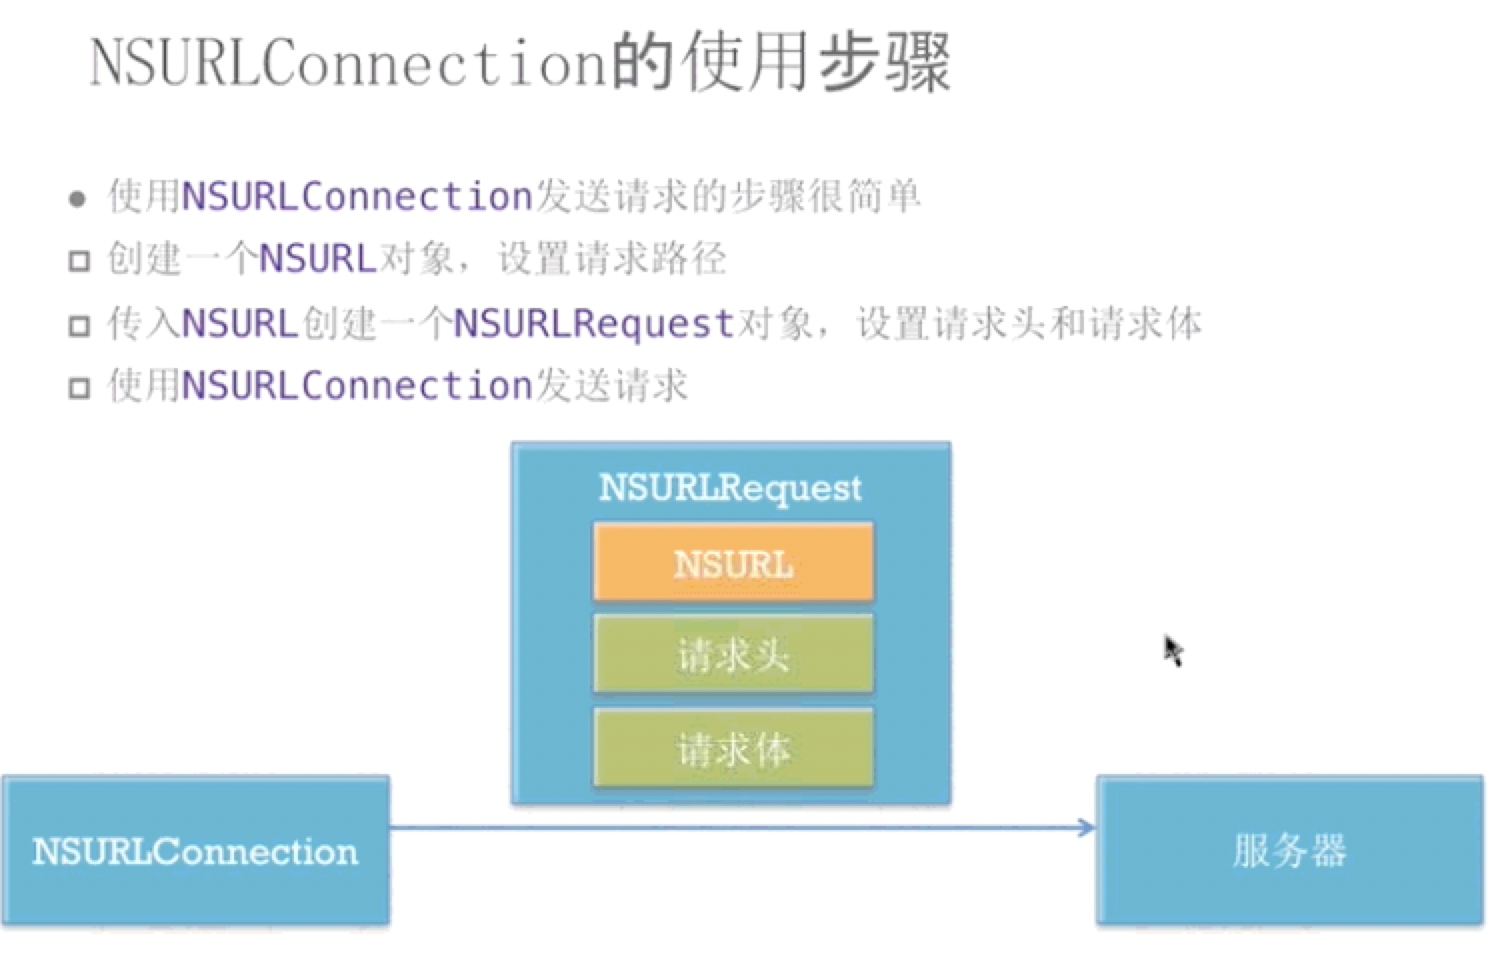 NSURLConnection的使用步骤
使用NSURLConnection发送请求的步骤很简单
创建一个NSURL对象，设置请求路径
传入NSURL创建一个NSURLRequest对象，设置请求头和请求体
使用NSURLConnection发送请求
NSURLRequest
NSURL
请求头
请求体
NSURLConnection
服务器